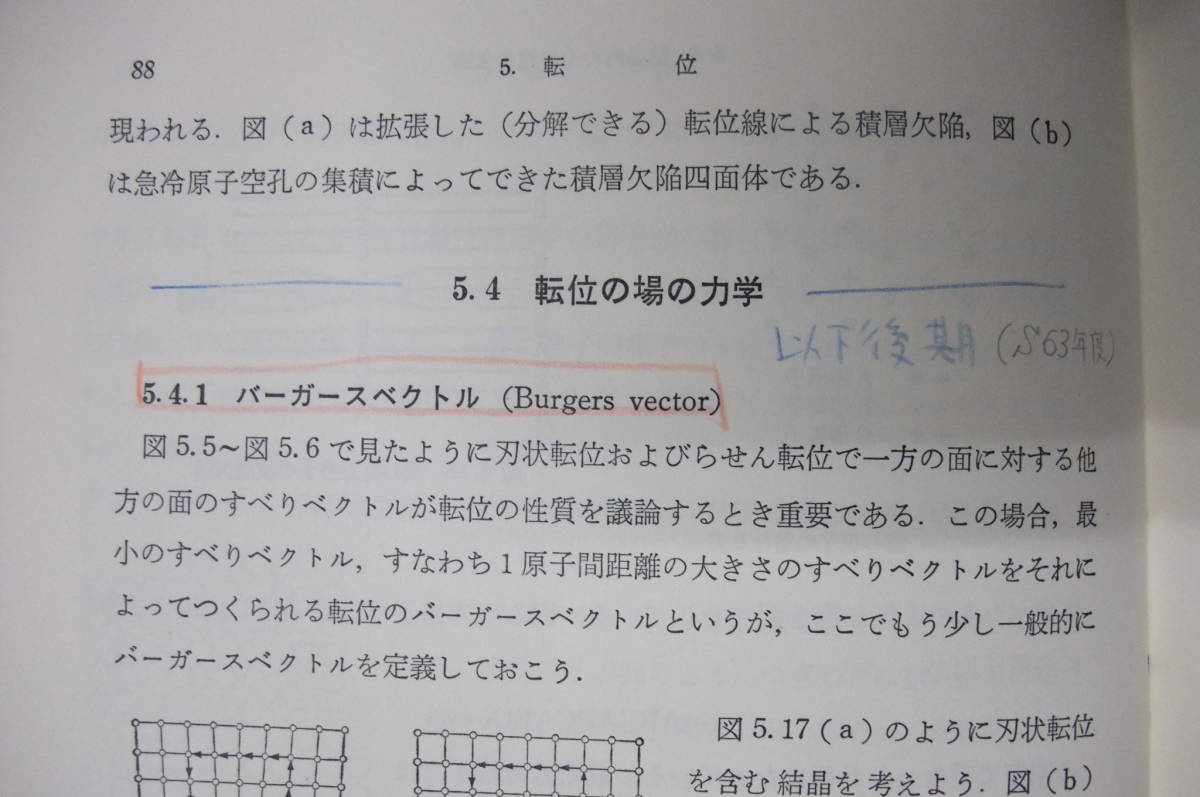 88
5. 転位
現われる. 図(a)は拡張した(分解できる)転位線による積層欠陥, 図(b)
は急冷原子空孔の集積によってできた積層欠陥四面体である.
5.4 転位の場の力学
以下後期(S63年度)
5.4.1 バーガースベクトル (Burgers vector)
図5.5~図5.6で見たように刃状転位およびらせん転位で一方の面に対する他
方の面のすべりベクトルが転位の性質を議論するとき重要である. この場合, 最
小のすべりベクトル, すなわち1原子間距離の大きさのすべりベクトルをそれに
よってつくられる転位のバーガースベクトルというが, ここでもう少し一般的に
バーガースベクトルを定義しておこう.
図5.17(a)のように刃状転位
を含む結晶を考えよう. 図(b)